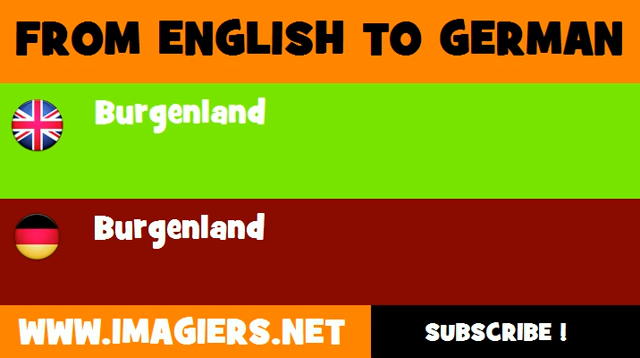 FROM ENGLISH TO GERMAN
Burgenland
Burgenland
WWW.IMAGIERS.NET
SUBSCRIBE !